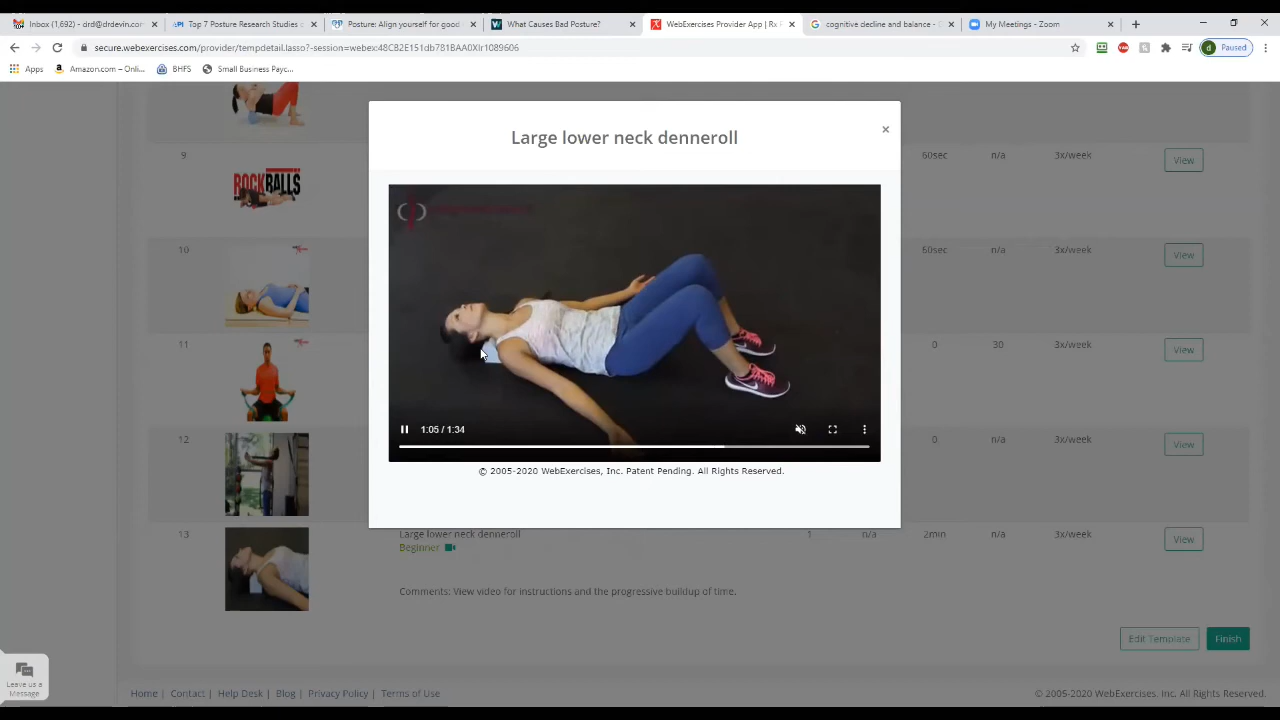 Inbox (1,692) - drdr@drdevin.com
Top 7 Posture Research Studies o
Posture: Align yourself for good
What Causes Bad Posture?
WebExercises Provider App | Rx F
cognitive decline and balance -
My Meetings - Zoom
secure.webexercises.com/provider/tempdetail.lasso?-session=webex:48CB2E151db781BAA0XIr1089606
d Paused
Apps
Amazon.com – Onli...
BHFS
Small Business Payc...
Large lower neck denneroll
×
9
ROCKBALLS
60sec n/a 3x/week View
10
60sec n/a 3x/week View
11
0 30 3x/week View
12
0 n/a 3x/week View
1:05 / 1:34
© 2005-2020 WebExercises, Inc. Patent Pending. All Rights Reserved.
13
Large lower neck denneroll
Beginner
1 n/a 2min n/a 3x/week View
Comments: View video for instructions and the progressive buildup of time.
Edit Template Finish
Leave us a
Message
Home | Contact | Help Desk | Blog | Privacy Policy | Terms of Use
© 2005-2020 WebExercises. Inc. All Rights Reserved.